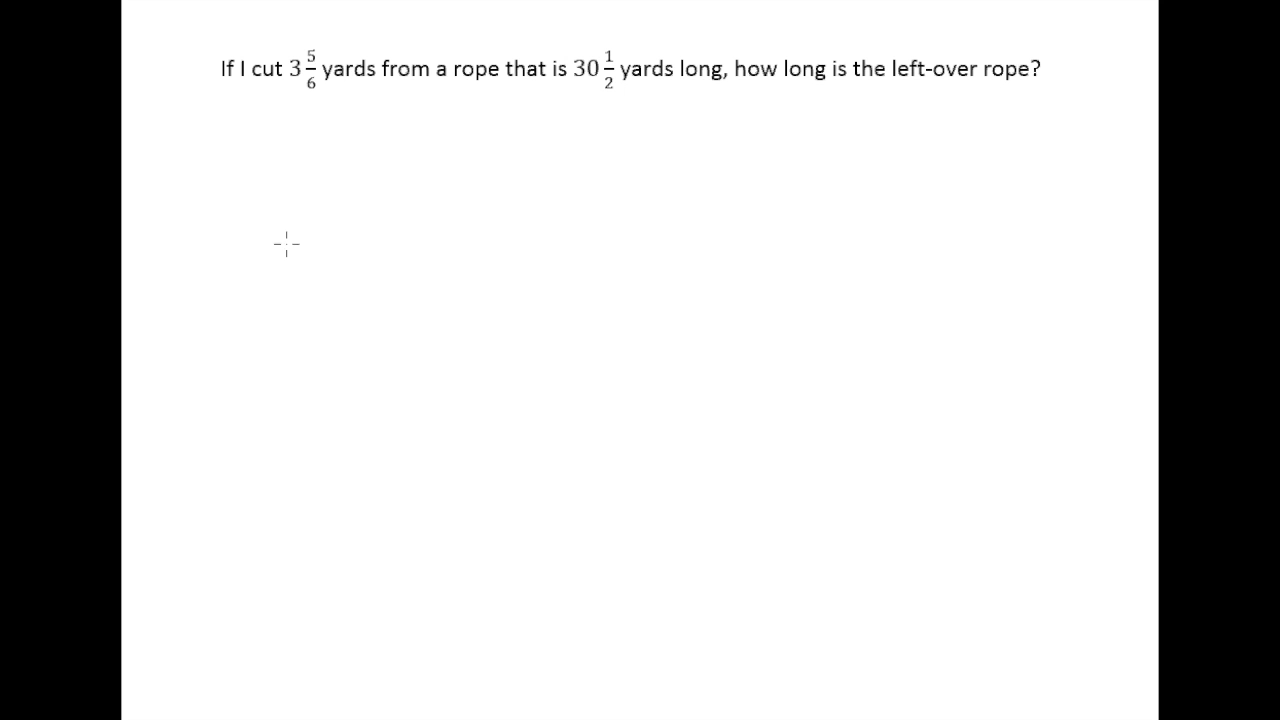 If I cut 3 5/6 yards from a rope that is 30 1/2 yards long, how long is the left-over rope?